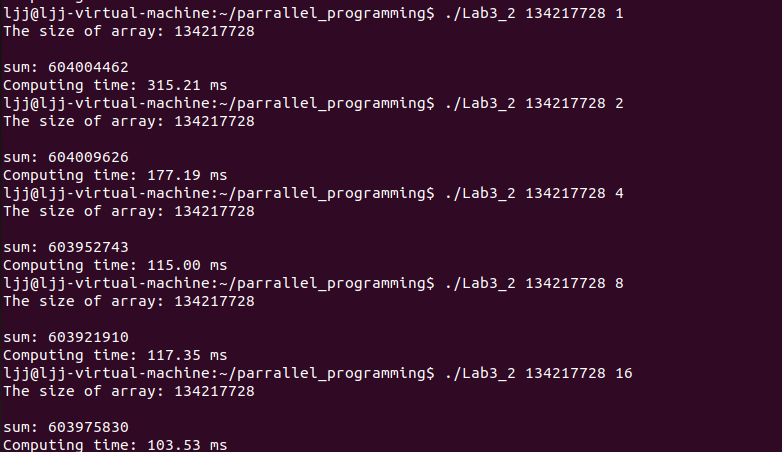 ljj@ljj-virtual-machine:~/parrallel_programming$ ./Lab3_2 134217728 1
The size of array: 134217728
sum: 604004462
Computing time: 315.21 ms
ljj@ljj-virtual-machine:~/parrallel_programming$ ./Lab3_2 134217728 2
The size of array: 134217728
sum: 604009626
Computing time: 177.19 ms
ljj@ljj-virtual-machine:~/parrallel_programming$ ./Lab3_2 134217728 4
The size of array: 134217728
sum: 603952743
Computing time: 115.00 ms
ljj@ljj-virtual-machine:~/parrallel_programming$ ./Lab3_2 134217728 8
The size of array: 134217728
sum: 603921910
Computing time: 117.35 ms
ljj@ljj-virtual-machine:~/parrallel_programming$ ./Lab3_2 134217728 16
The size of array: 134217728
sum: 603975830
Computing time: 103.53 ms